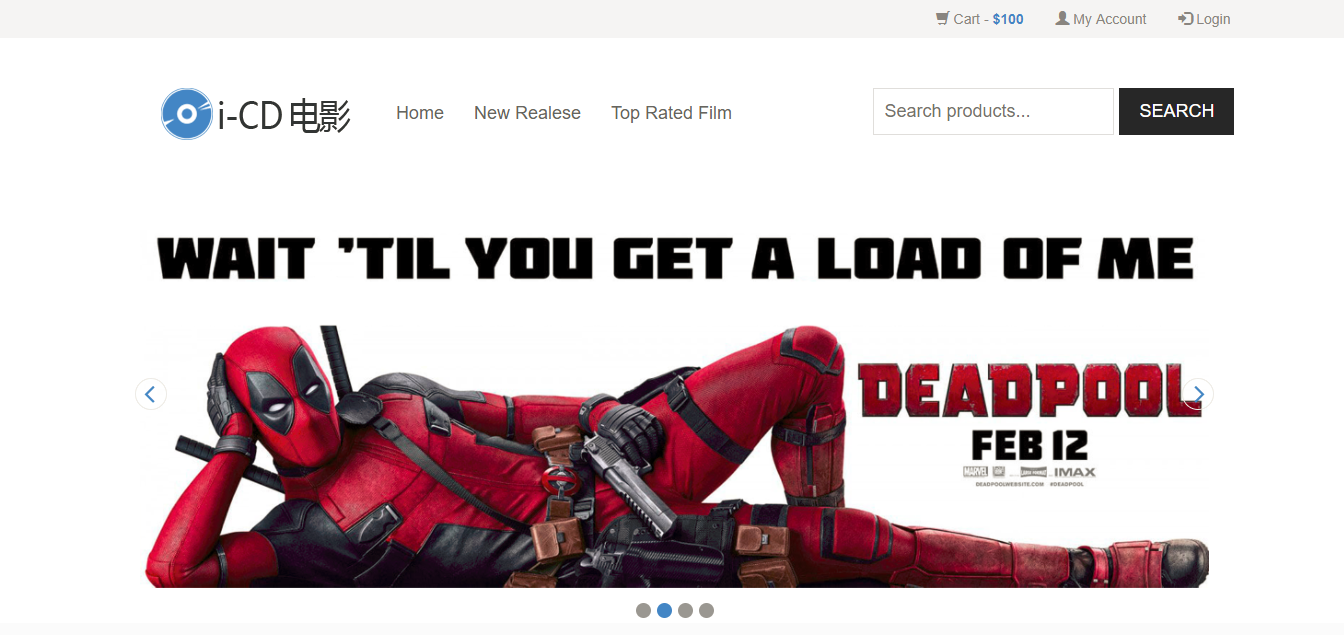 Cart - $100 My Account Login
i-CD 电影 Home New Realese Top Rated Film Search products... SEARCH
WAIT 'TIL YOU GET A LOAD OF ME
DEADPOOL
FEB 12
MARVEL IMAX
DEADPOOLWEBSITE.COM #DEADPOOL